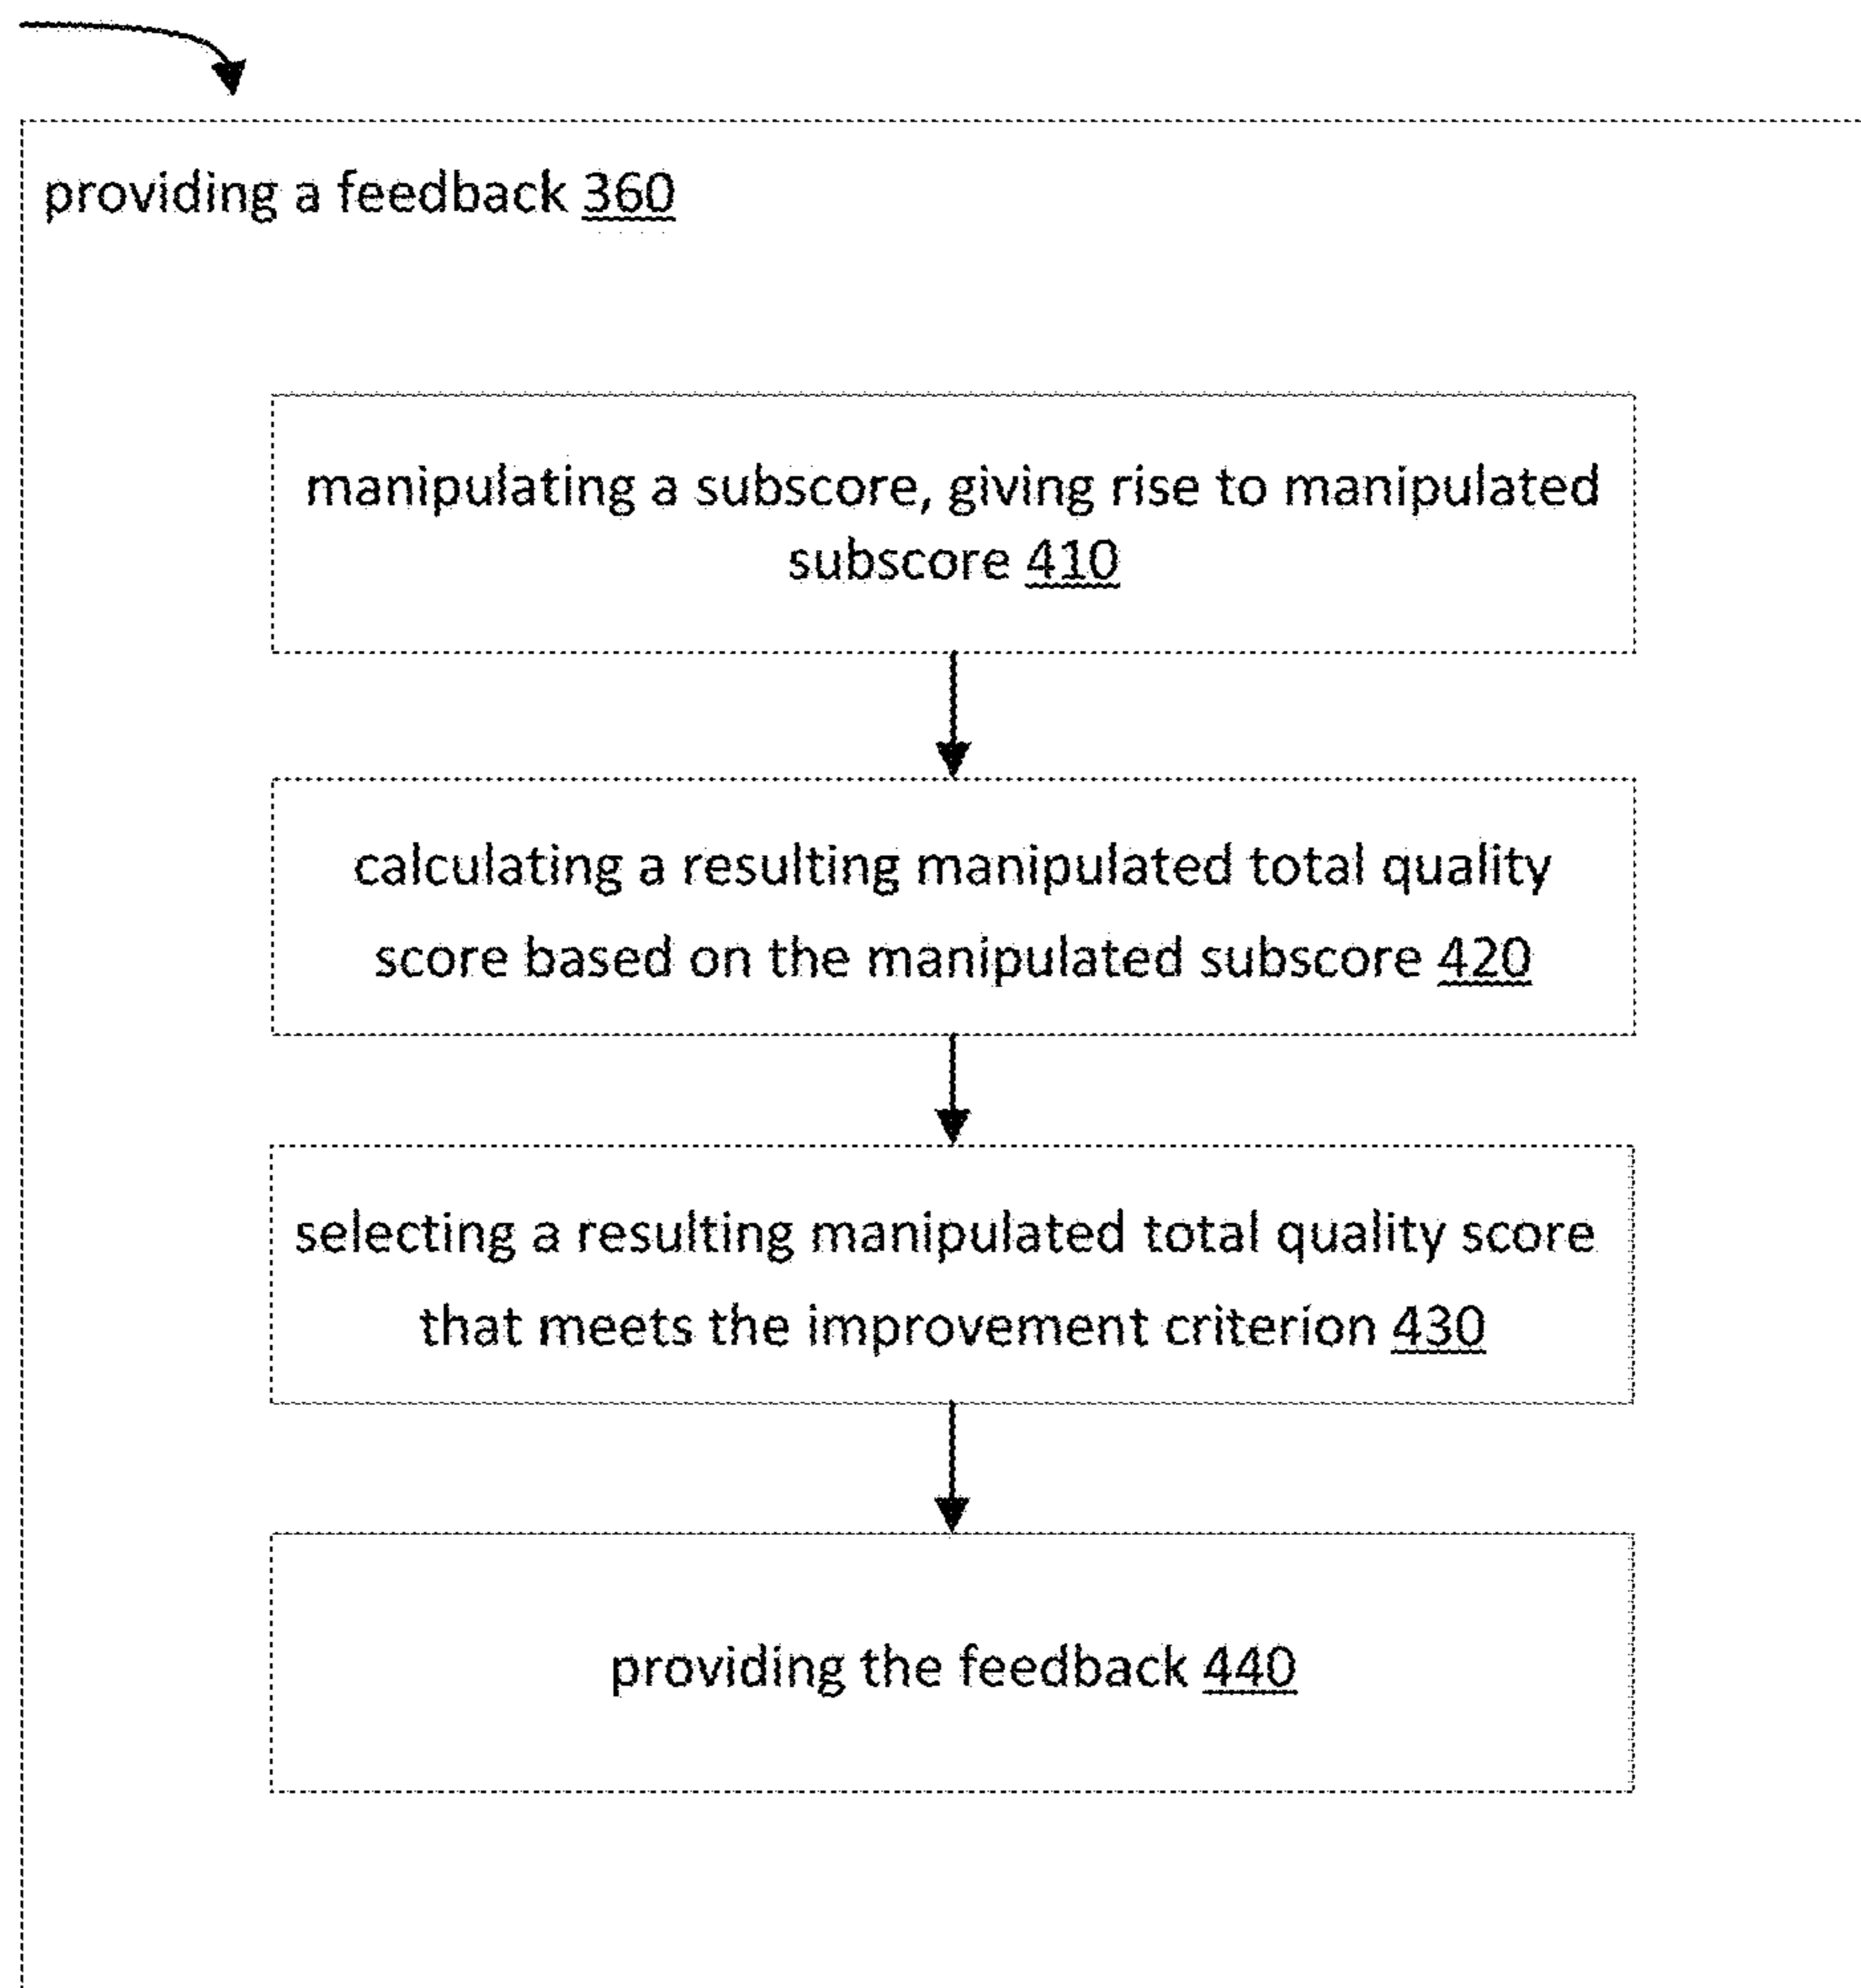 providing a feedback 360
manipulating a subscore, giving rise to manipulated
subscore 410
calculating a resulting manipulated total quality
score based on the manipulated subscore 420
selecting a resulting manipulated total quality score
that meets the improvement criterion 430
providing the feedback 440